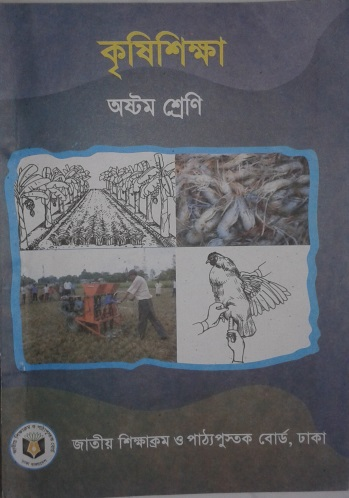 কৃষিশিক্ষা
অষ্টম শ্রেণি
জাতীয় শিক্ষাক্রম ও পাঠ্যপুস্তক বোর্ড, ঢাকা